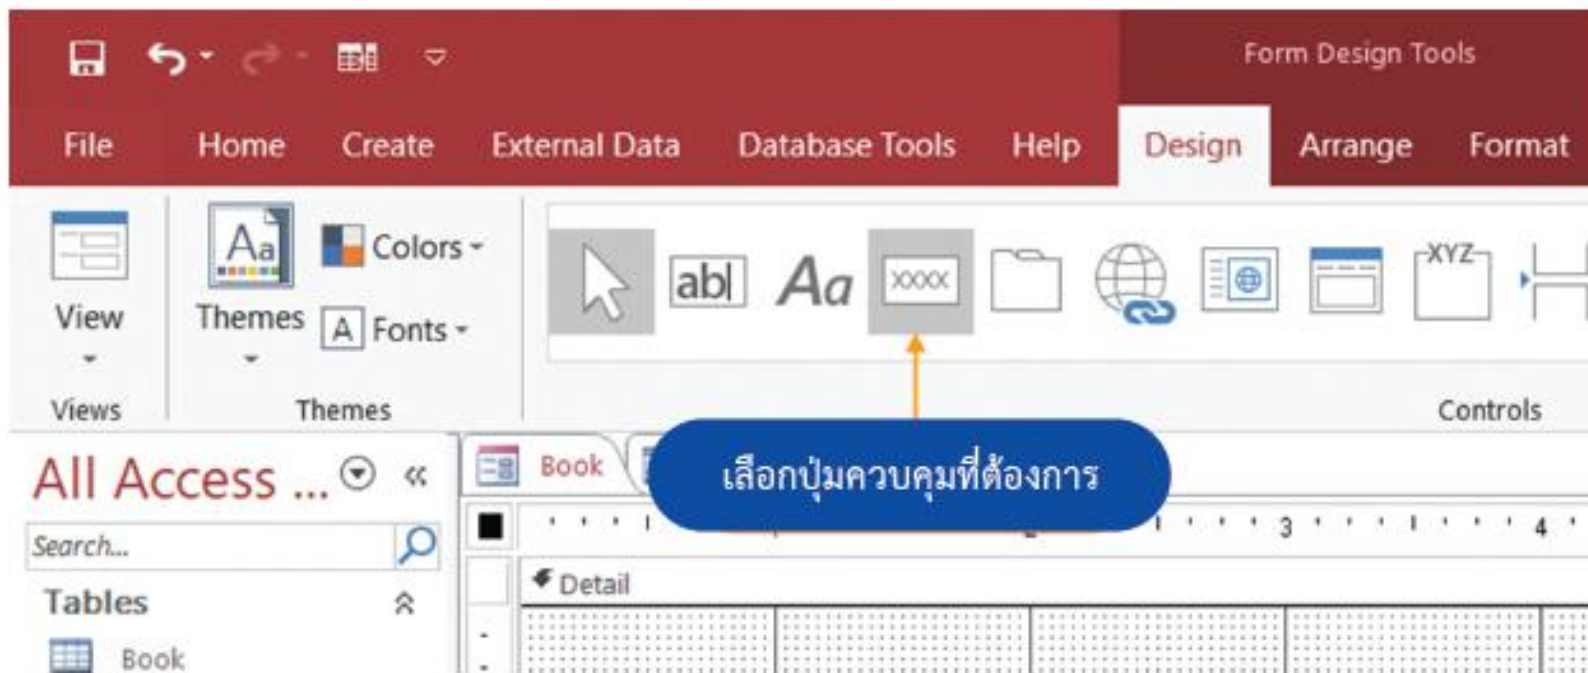 Form Design Tools
File Home Create External Data Database Tools Help Design Arrange Format
Aa Colors ab Aa XXXX XYZ
View Themes A Fonts
Views Themes Controls
All Access ... « Book เลือกปุ่มควบคุมที่ต้องการ
Search... 3 4
Detail
Tables
Book